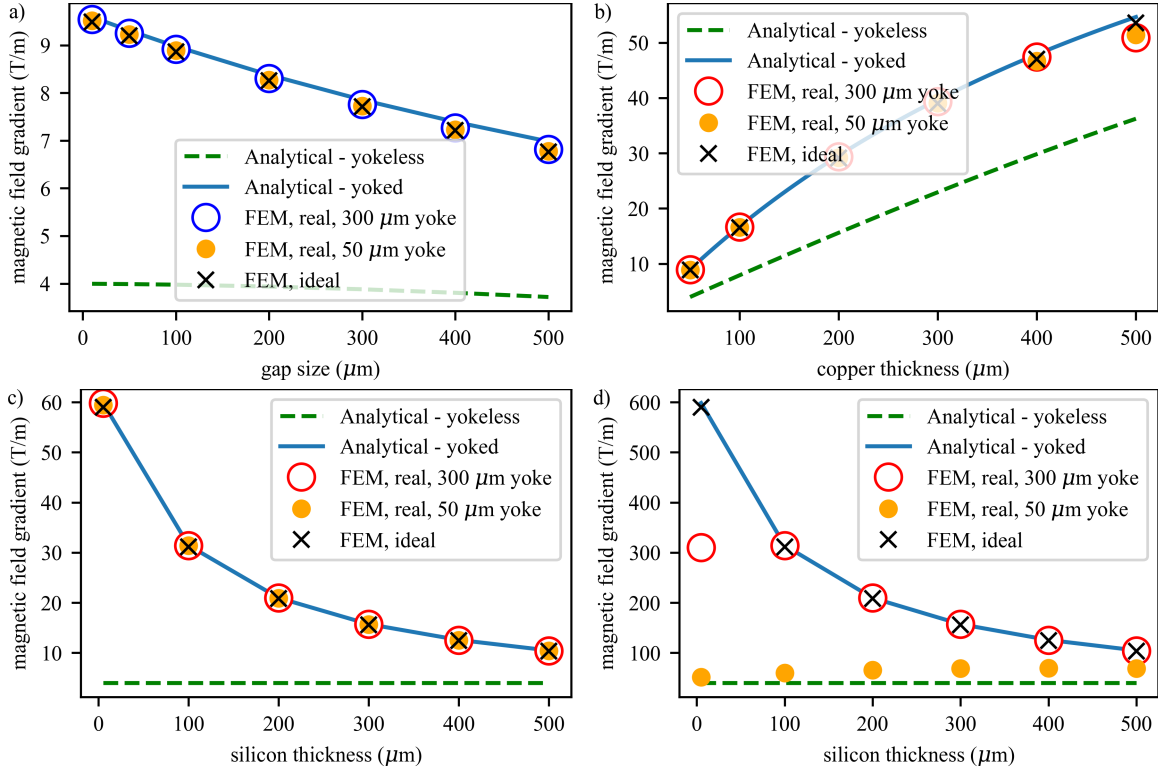 a)
magnetic field gradient (T/m)
9
8
7
6
5
4
Analytical - yokeless
Analytical - yoked
FEM, real, 300 μm yoke
FEM, real, 50 μm yoke
FEM, ideal
0 100 200 300 400 500
gap size (μm)
b)
magnetic field gradient (T/m)
50
40
30
20
10
Analytical - yokeless
Analytical - yoked
FEM, real, 300 μm yoke
FEM, real, 50 μm yoke
FEM, ideal
100 200 300 400 500
copper thickness (μm)
c)
magnetic field gradient (T/m)
60
50
40
30
20
10
Analytical - yokeless
Analytical - yoked
FEM, real, 300 μm yoke
FEM, real, 50 μm yoke
FEM, ideal
0 100 200 300 400 500
silicon thickness (μm)
d)
magnetic field gradient (T/m)
600
500
400
300
200
100
Analytical - yokeless
Analytical - yoked
FEM, real, 300 μm yoke
FEM, real, 50 μm yoke
FEM, ideal
0 100 200 300 400 500
silicon thickness (μm)